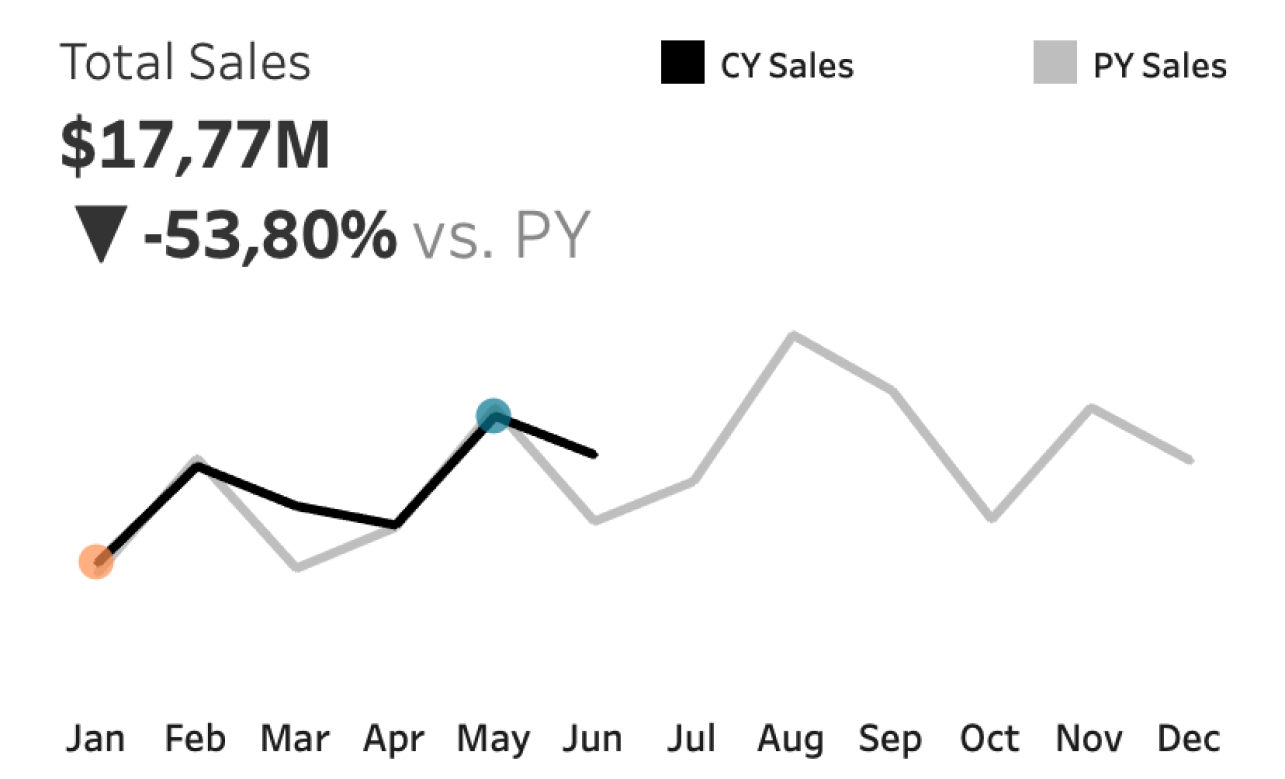 Total Sales
CY Sales
PY Sales
$17,77M
▼ -53,80% vs. PY
Jan Feb Mar Apr May Jun Jul Aug Sep Oct Nov Dec